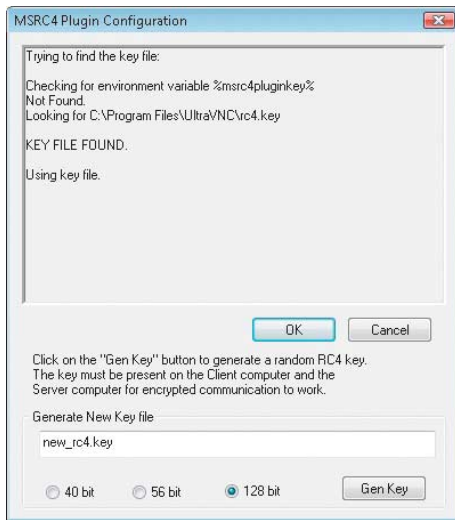 MSRC4 Plugin Configuration
Trying to find the key file:
Checking for environment variable %msrc4pluginkey%
Not Found.
Looking for C:\Program Files\UltraVNC\rc4.key
KEY FILE FOUND.
Using key file.
OK
Cancel
Click on the "Gen Key" button to generate a random RC4 key.
The key must be present on the Client computer and the
Server computer for encrypted communication to work.
Generate New Key file
new_rc4.key
40 bit
56 bit
128 bit
Gen Key